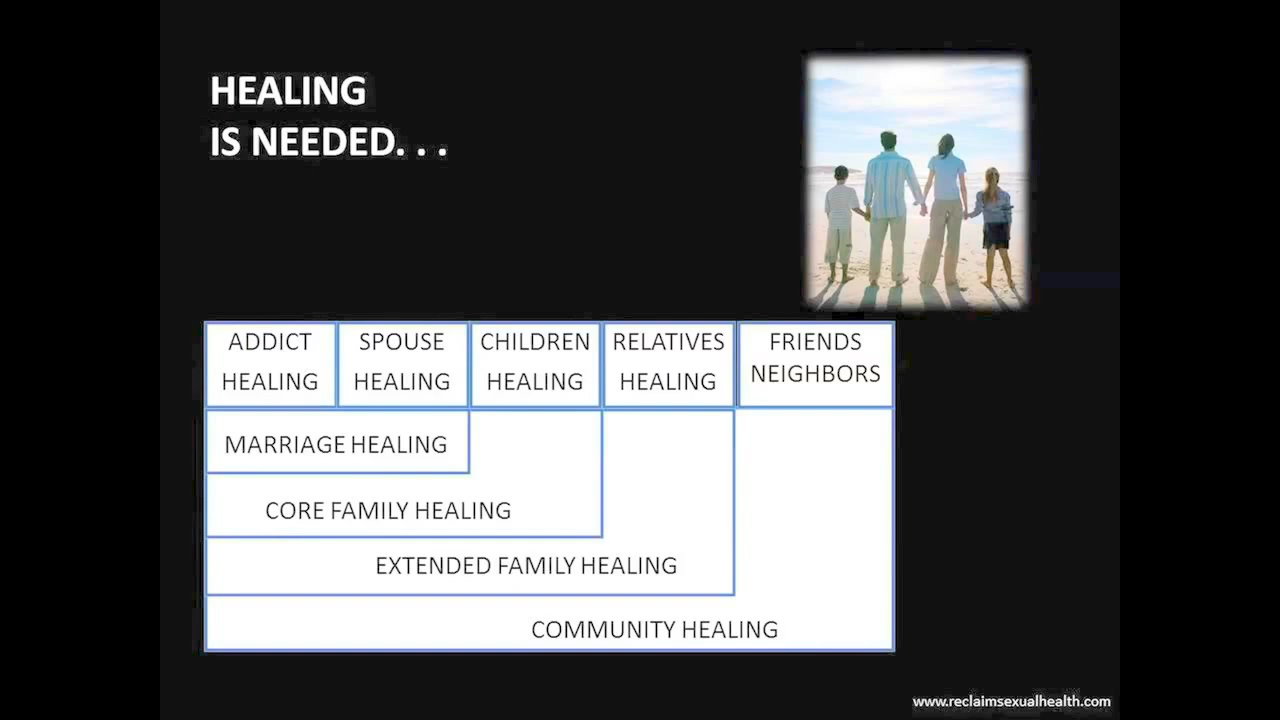 HEALING
IS NEEDED. . .
ADDICT
HEALING
SPOUSE
HEALING
CHILDREN
HEALING
RELATIVES
HEALING
FRIENDS
NEIGHBORS
MARRIAGE HEALING
CORE FAMILY HEALING
EXTENDED FAMILY HEALING
COMMUNITY HEALING
www.reclaimsexualhealth.com